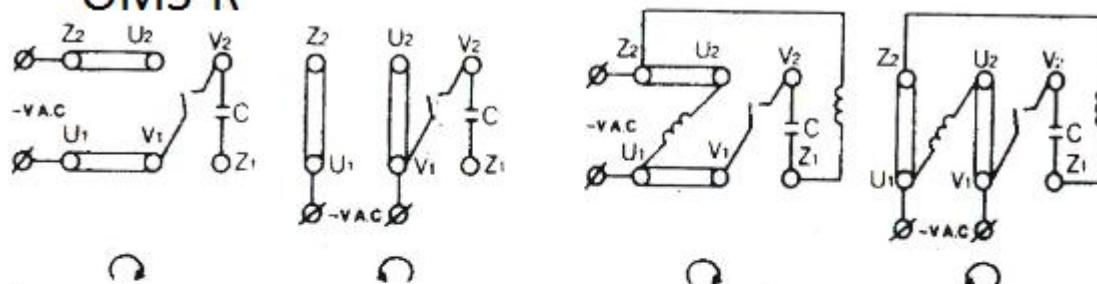 OMS-R
Z2 U2 V2 Z2 U2 V2 Z2 U2 V2 Z2 U2 V2
~V A.C C C ~V A.C C C
U1 V1 Z1 U1 V1 Z1 U1 V1 Z1 U1 V1 Z1
~V A.C ~V A.C